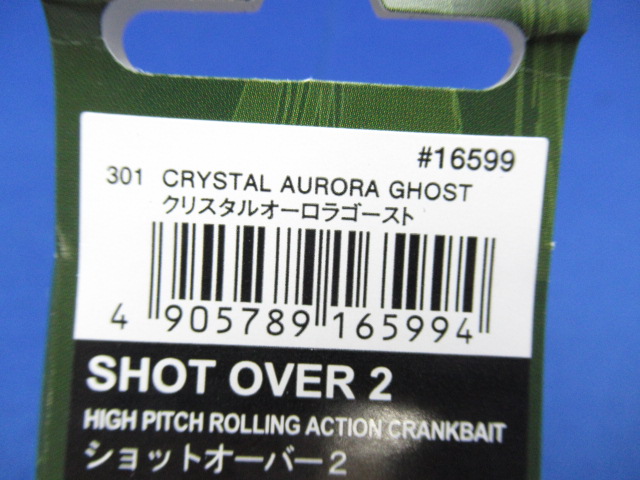 #16599
301 CRYSTAL AURORA GHOST
クリスタルオーロラゴースト
4 905789 165994
SHOT OVER 2
HIGH PITCH ROLLING ACTION CRANKBAIT
ショットオーバー2